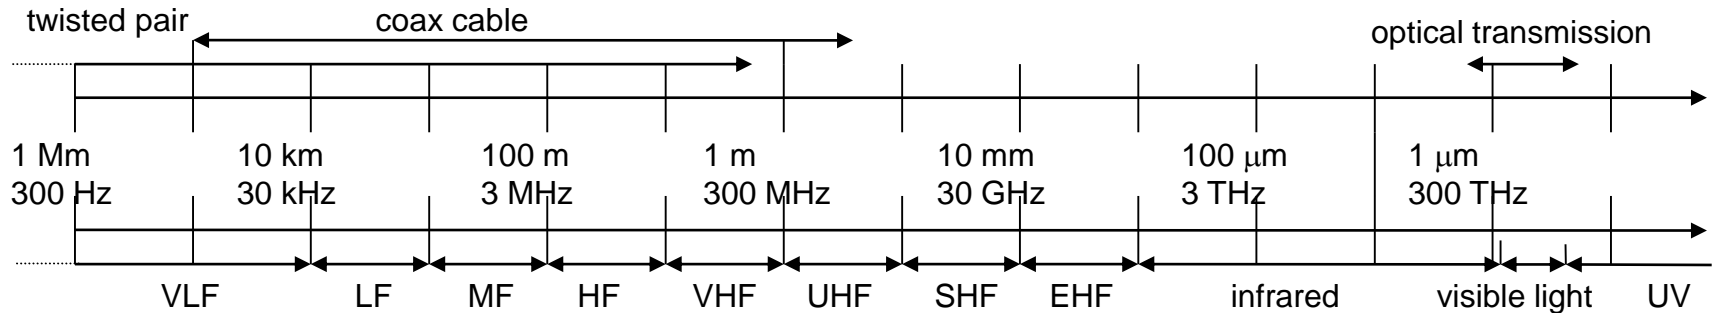 twisted pair coax cable
optical transmission
1 Mm 10 km 100 m 1 m 10 mm 100 μm 1 μm
300 Hz 30 kHz 3 MHz 300 MHz 30 GHz 3 THz 300 THz
VLF LF MF HF VHF UHF SHF EHF infrared visible light UV